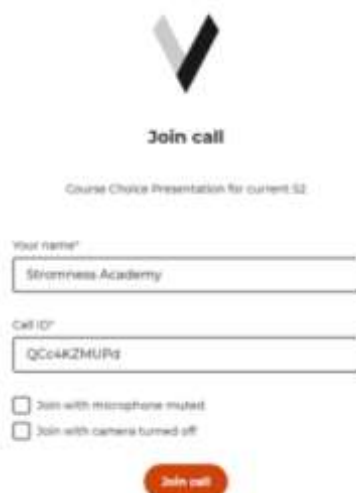 Join call
Course Choice Presentation for current S2
Your name*
Stromness Academy
Call ID*
QCc4KZMUPd
Join with microphone muted
Join with camera turned off
Join call